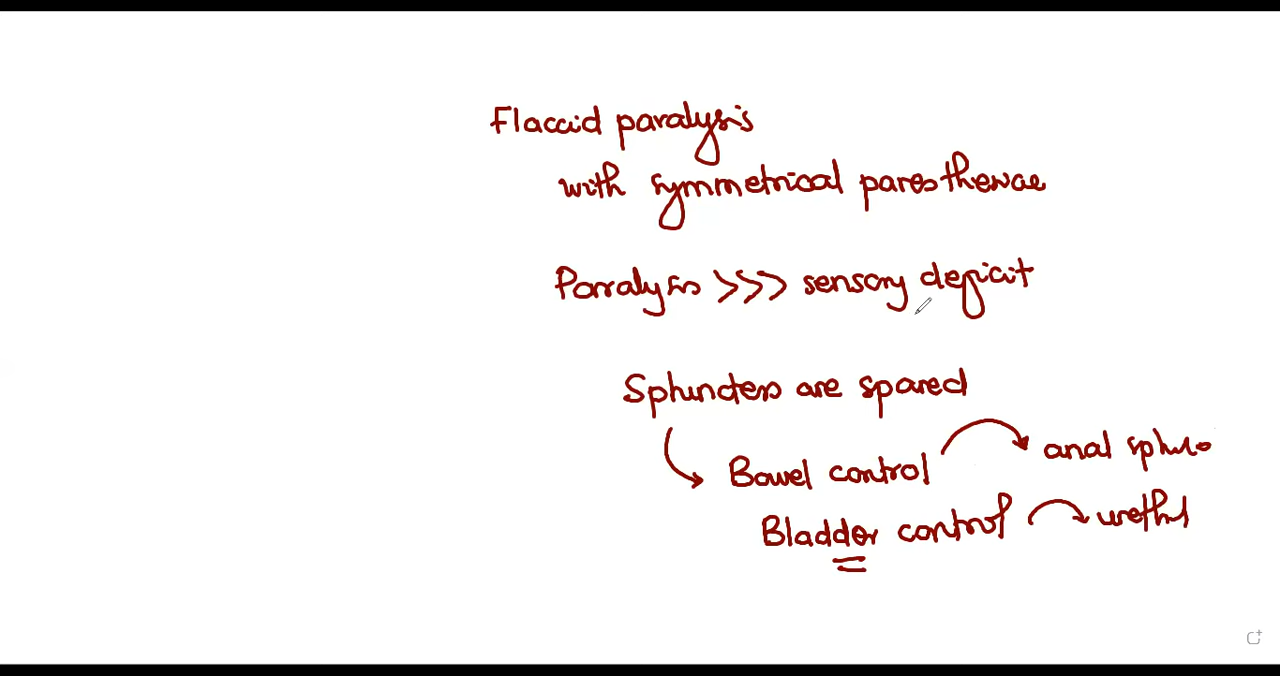 Flaccid paralysis
with symmetrical paresthesiae
Paralysis >>> sensory deficit
Sphincters are spared
Bowel control → anal sphinc
Bladder control → urethral